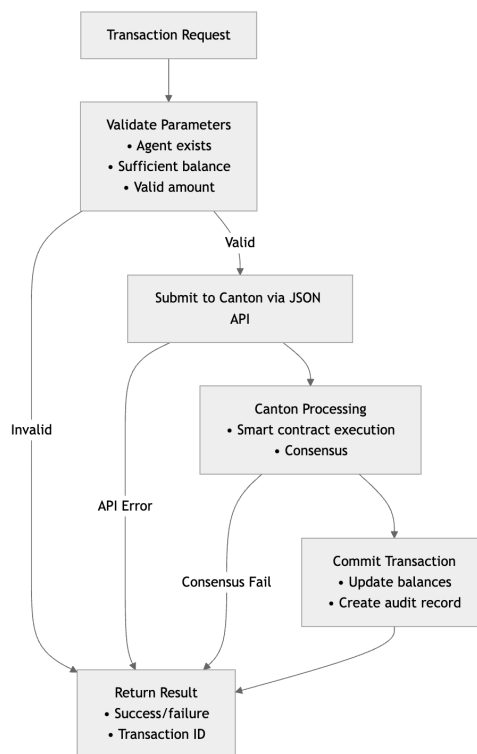 Transaction Request
Validate Parameters
• Agent exists
• Sufficient balance
• Valid amount
Valid
Submit to Canton via JSON
API
Canton Processing
• Smart contract execution
• Consensus
Invalid
API Error
Commit Transaction
• Update balances
• Create audit record
Consensus Fail
Return Result
• Success/failure
• Transaction ID